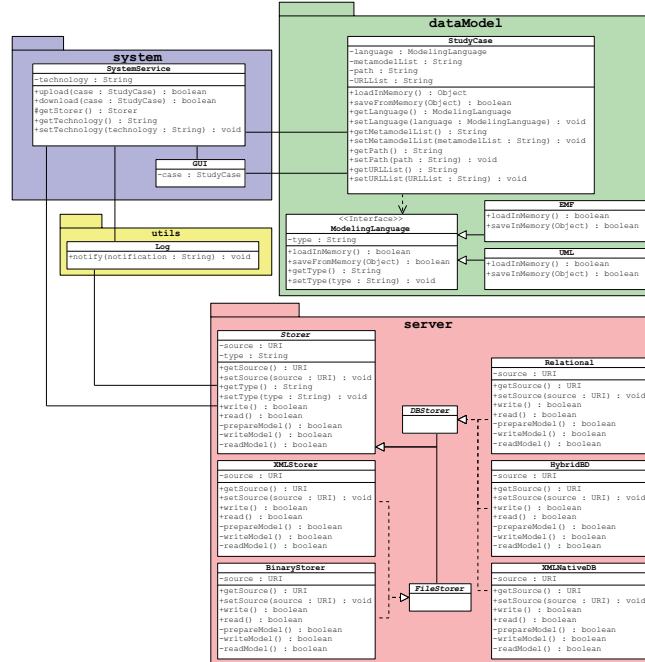 dataModel
StudyCase
-language : ModelingLanguage
-metamodelList : String
-path : String
-URLList : String
+loadInMemory() : Object
+saveFromMemory(Object) : boolean
+getLanguage() : ModelingLanguage
+setLanguage(language : ModelingLanguage) : void
+getMetamodelList() : String
+setMetamodelList(metamodelList : String) : void
+getPath() : String
+setPath(path : String) : void
+getURLList() : String
+setURLList(URLList : String) : void
system
SystemService
-technology : String
+upload(case : StudyCase) : boolean
+download(case : StudyCase) : boolean
#getStorer() : Storer
+getTechnology() : String
+setTechnology(technology : String) : void
GUI
-case : StudyCase
<<Interface>>
ModelingLanguage
-type : String
+loadInMemory() : boolean
+saveFromMemory(Object) : boolean
+getType() : String
+setType(type : String) : void
EMF
+loadInMemory() : boolean
+saveInMemory(Object) : boolean
UML
+loadInMemory() : boolean
+saveInMemory(Object) : boolean
utils
Log
+notify(notification : String) : void
server
Storer
-source : URI
-type : String
+getSource() : URI
+setSource(source : URI) : void
+getType() : String
+setType(type : String) : void
+write() : boolean
+read() : boolean
-prepareModel() : boolean
-writeModel() : boolean
-readModel() : boolean
DBStorer
Relational
-source : URI
+getSource() : URI
+setSource(source : URI) : void
+write() : boolean
+read() : boolean
-prepareModel() : boolean
-writeModel() : boolean
-readModel() : boolean
XMLStorer
-source : URI
+getSource() : URI
+setSource(source : URI) : void
+write() : boolean
+read() : boolean
-prepareModel() : boolean
-writeModel() : boolean
-readModel() : boolean
HybridBD
-source : URI
+getSource() : URI
+setSource(source : URI) : void
+write() : boolean
+read() : boolean
-prepareModel() : boolean
-writeModel() : boolean
-readModel() : boolean
BinaryStorer
-source : URI
+getSource() : URI
+setSource(source : URI) : void
+write() : boolean
+read() : boolean
-prepareModel() : boolean
-writeModel() : boolean
-readModel() : boolean
FileStorer
XMLNativeDB
-source : URI
+getSource() : URI
+setSource(source : URI) : void
+write() : boolean
+read() : boolean
-prepareModel() : boolean
-writeModel() : boolean
-readModel() : boolean